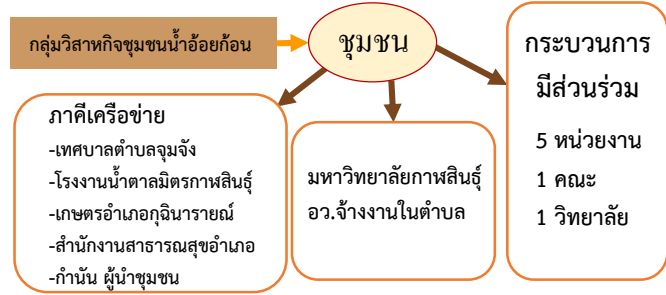 กลุ่มวิสาหกิจชุมชนน้ำอ้อยก้อน
ชุมชน
ภาคีเครือข่าย
-เทศบาลตำบลจุมจัง
-โรงงานน้ำตาลมิตรกาฬสินธุ์
-เกษตรอำเภอกุฉินารายณ์
-สำนักงานสาธารณสุขอำเภอ
-กำนัน ผู้นำชุมชน
มหาวิทยาลัยกาฬสินธุ์
อว.จ้างงานในตำบล
กระบวนการ
มีส่วนร่วม
5 หน่วยงาน
1 คณะ
1 วิทยาลัย